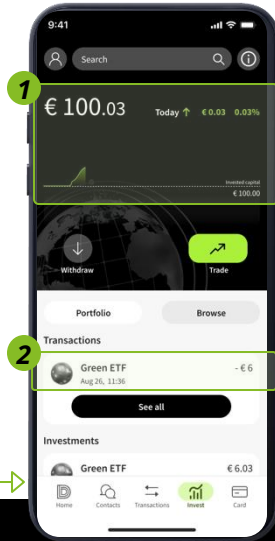 9:41
Search
1
€ 100.03
Today ↑ € 0.03 0.03%
Invested capital
€ 100.00
Withdraw
Trade
Portfolio
Browse
Transactions
2
Green ETF
- € 6
Aug 26, 11:36
See all
Investments
Green ETF
€ 6.03
Home
Contacts
Transactions
Invest
Card